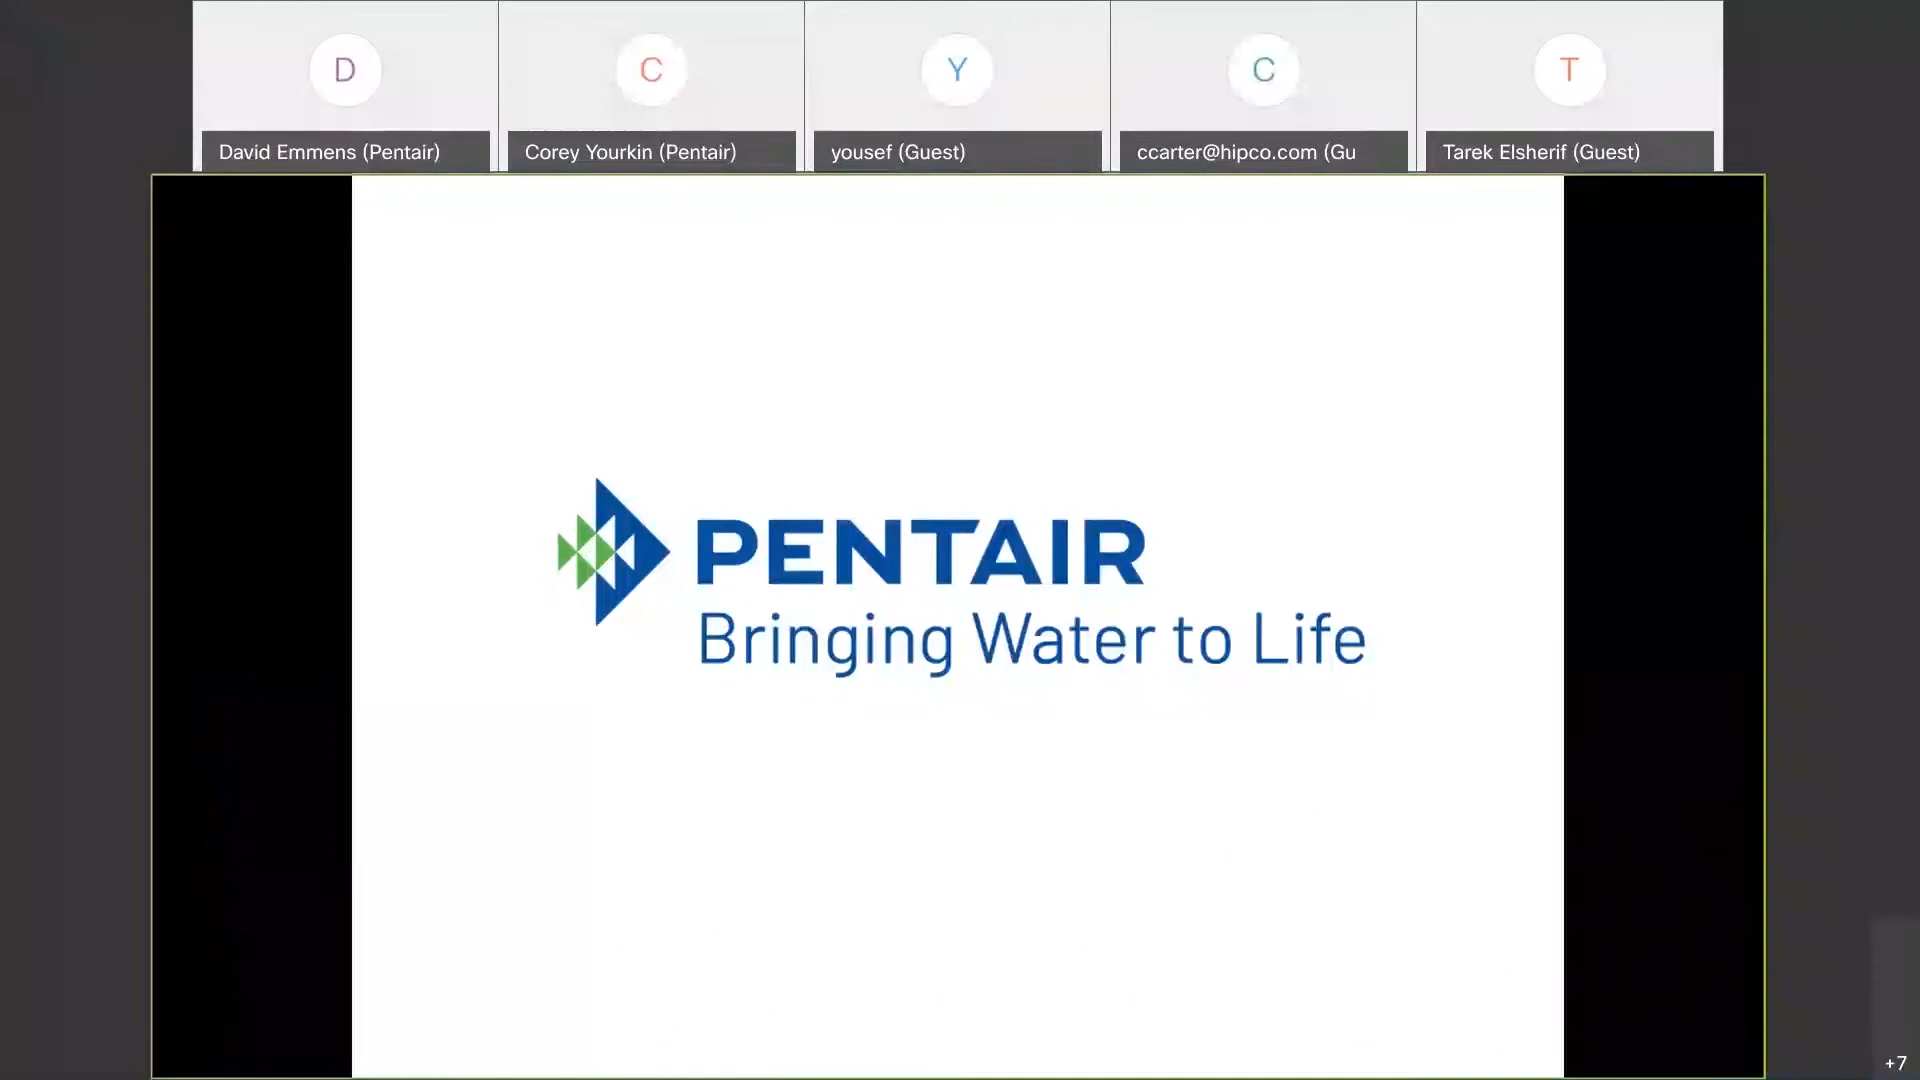 D
C
Y
C
T
David Emmens (Pentair)
Corey Yourkin (Pentair)
yousef (Guest)
ccarter@hipco.com (Gu
Tarek Elsherif (Guest)
PENTAIR
Bringing Water to Life
+7